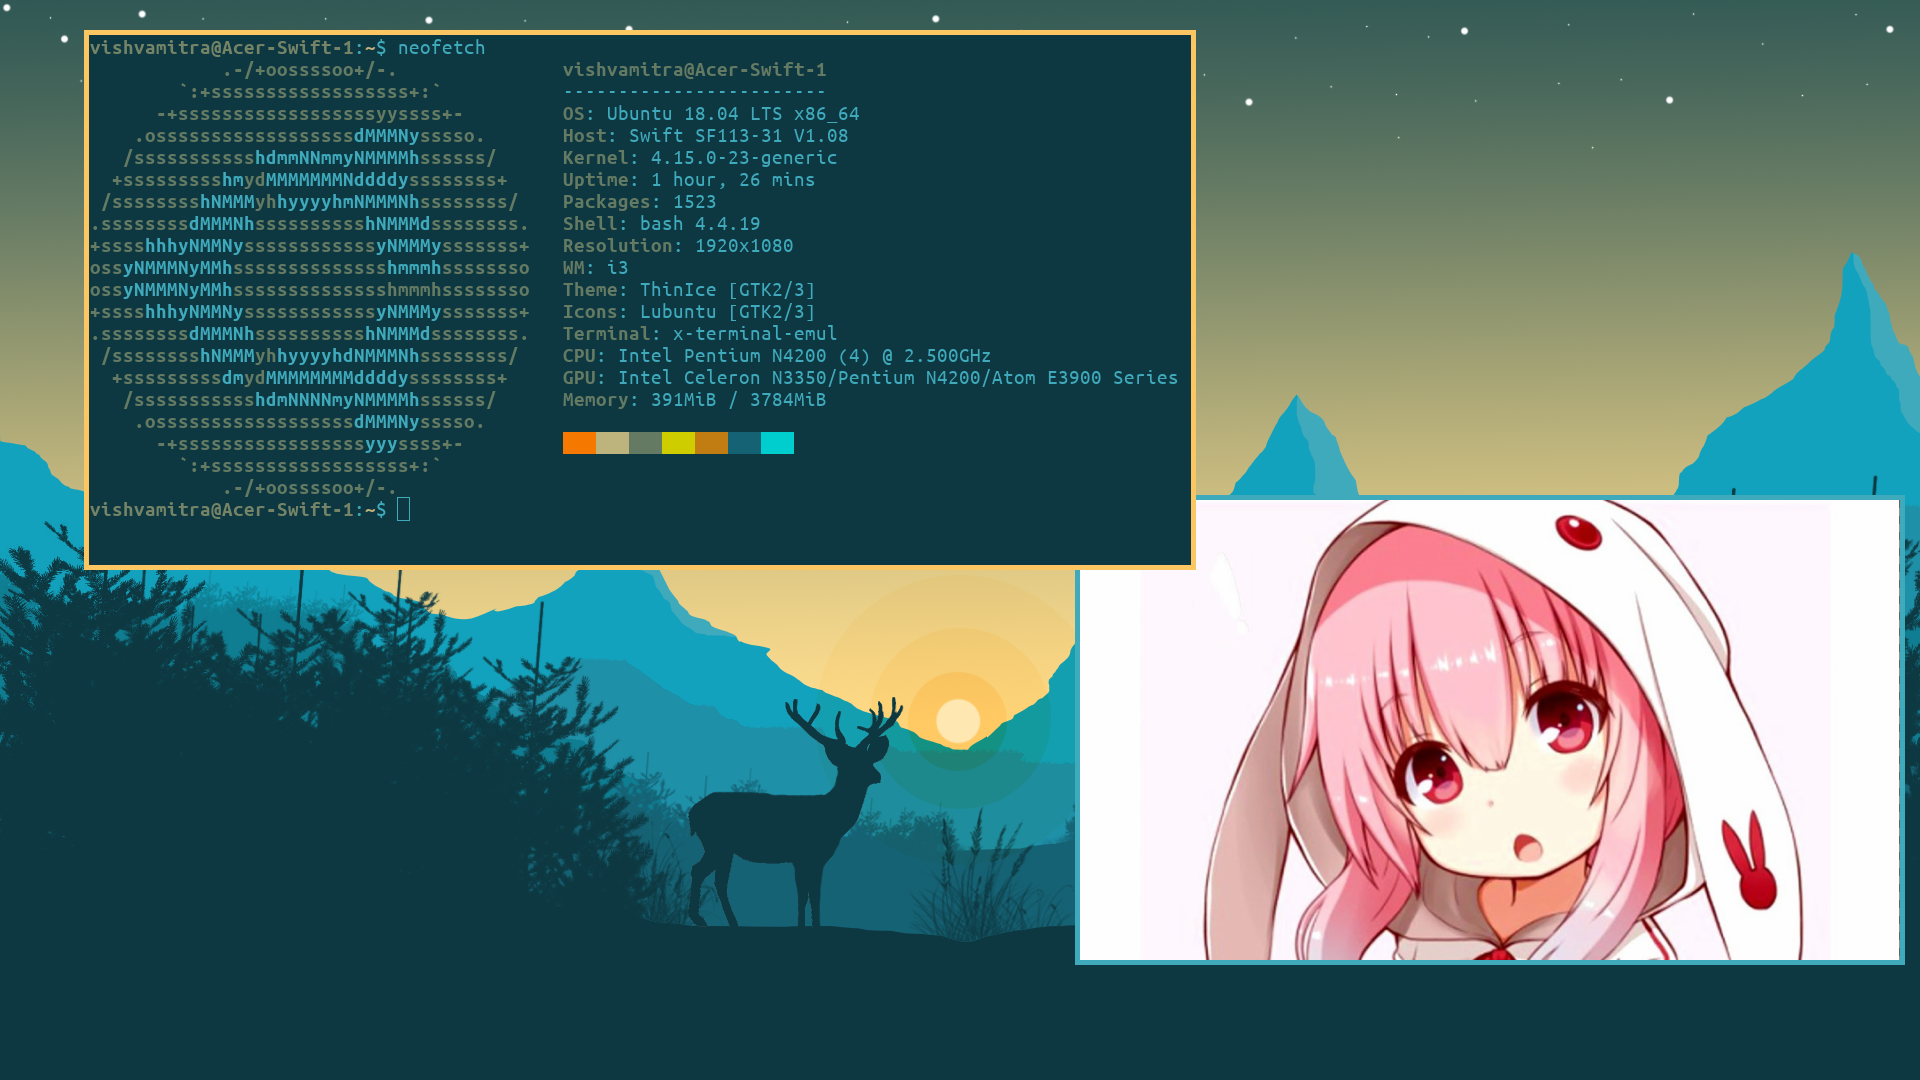 vishvamitra@Acer-Swift-1:~$ neofetch
            .-/+oossssoo+/-.               vishvamitra@Acer-Swift-1
        `:+ssssssssssssssssss+:`           ------------------------
      -+ssssssssssssssssssyyssss+-         OS: Ubuntu 18.04 LTS x86_64
    .ossssssssssssssssssdMMMNysssso.       Host: Swift SF113-31 V1.08
   /ssssssssssshdmmNNmmyNMMMMhssssss/      Kernel: 4.15.0-23-generic
  +ssssssssshmydMMMMMMMNddddyssssssss+     Uptime: 1 hour, 26 mins
 /sssssssshNMMMyhhyyyyhmNMMMNhssssssss/    Packages: 1523
.ssssssssdMMMNhsssssssssshNMMMdssssssss.   Shell: bash 4.4.19
+sssshhhyNMMNyssssssssssssyNMMMysssssss+   Resolution: 1920x1080
ossyNMMMNyMMhsssssssssssssshmmmhssssssso   WM: i3
ossyNMMMNyMMhsssssssssssssshmmmhssssssso   Theme: ThinIce [GTK2/3]
+sssshhhyNMMNyssssssssssssyNMMMysssssss+   Icons: Lubuntu [GTK2/3]
.ssssssssdMMMNhsssssssssshNMMMdssssssss.   Terminal: x-terminal-emul
 /sssssssshNMMMyhhyyyyhdNMMMNhssssssss/    CPU: Intel Pentium N4200 (4) @ 2.500GHz
  +sssssssssdmydMMMMMMMMddddyssssssss+     GPU: Intel Celeron N3350/Pentium N4200/Atom E3900 Series
   /ssssssssssshdmNNNNmyNMMMMhssssss/      Memory: 391MiB / 3784MiB
    .ossssssssssssssssssdMMMNysssso.
      -+sssssssssssssssssyyyssss+-
        `:+ssssssssssssssssss+:`
            .-/+oossssoo+/-.
vishvamitra@Acer-Swift-1:~$